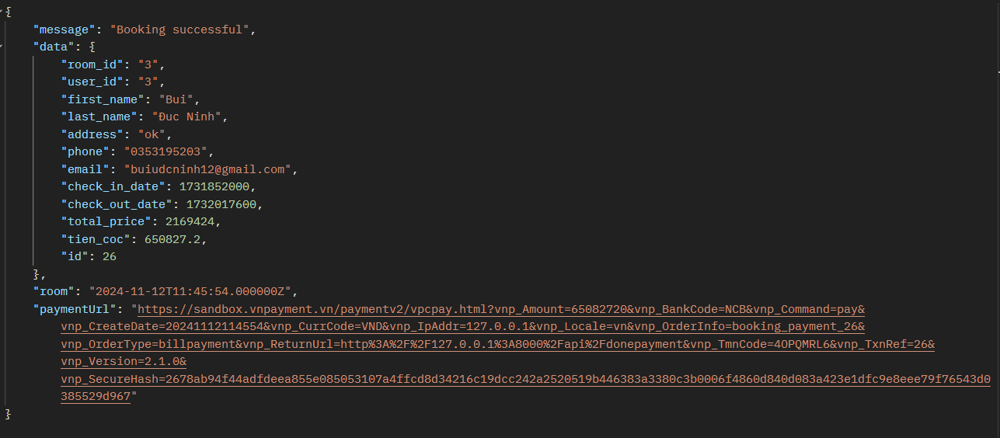 {
"message": "Booking successful",
"data": {
"room_id": "3",
"user_id": "3",
"first_name": "Bui",
"last_name": "Đuc Ninh",
"address": "ok",
"phone": "0353195203",
"email": "buiudcninh12@gmail.com",
"check_in_date": 1731852000,
"check_out_date": 1732017600,
"total_price": 2169424,
"tien_coc": 650827.2,
"id": 26
},
"room": "2024-11-12T11:45:54.000000Z",
"paymentUrl": "https://sandbox.vnpayment.vn/paymentv2/vpcpay.html?vnp_Amount=65082720&vnp_BankCode=NCB&vnp_Command=pay&
vnp_CreateDate=20241112114554&vnp_CurrCode=VND&vnp_IpAddr=127.0.0.1&vnp_Locale=vn&vnp_OrderInfo=booking_payment_26&
vnp_OrderType=billpayment&vnp_ReturnUrl=http%3A%2F%2F127.0.0.1%3A8000%2Fapi%2Fdonepayment&vnp_TmnCode=4OPQMRL6&vnp_TxnRef=26&
vnp_Version=2.1.0&
vnp_SecureHash=2678ab94f44adfdeea855e085053107a4ffcd8d34216c19dcc242a2520519b446383a3380c3b0006f4860d840d083a423e1dfc9e8eee79f76543d0
385529d967"
}